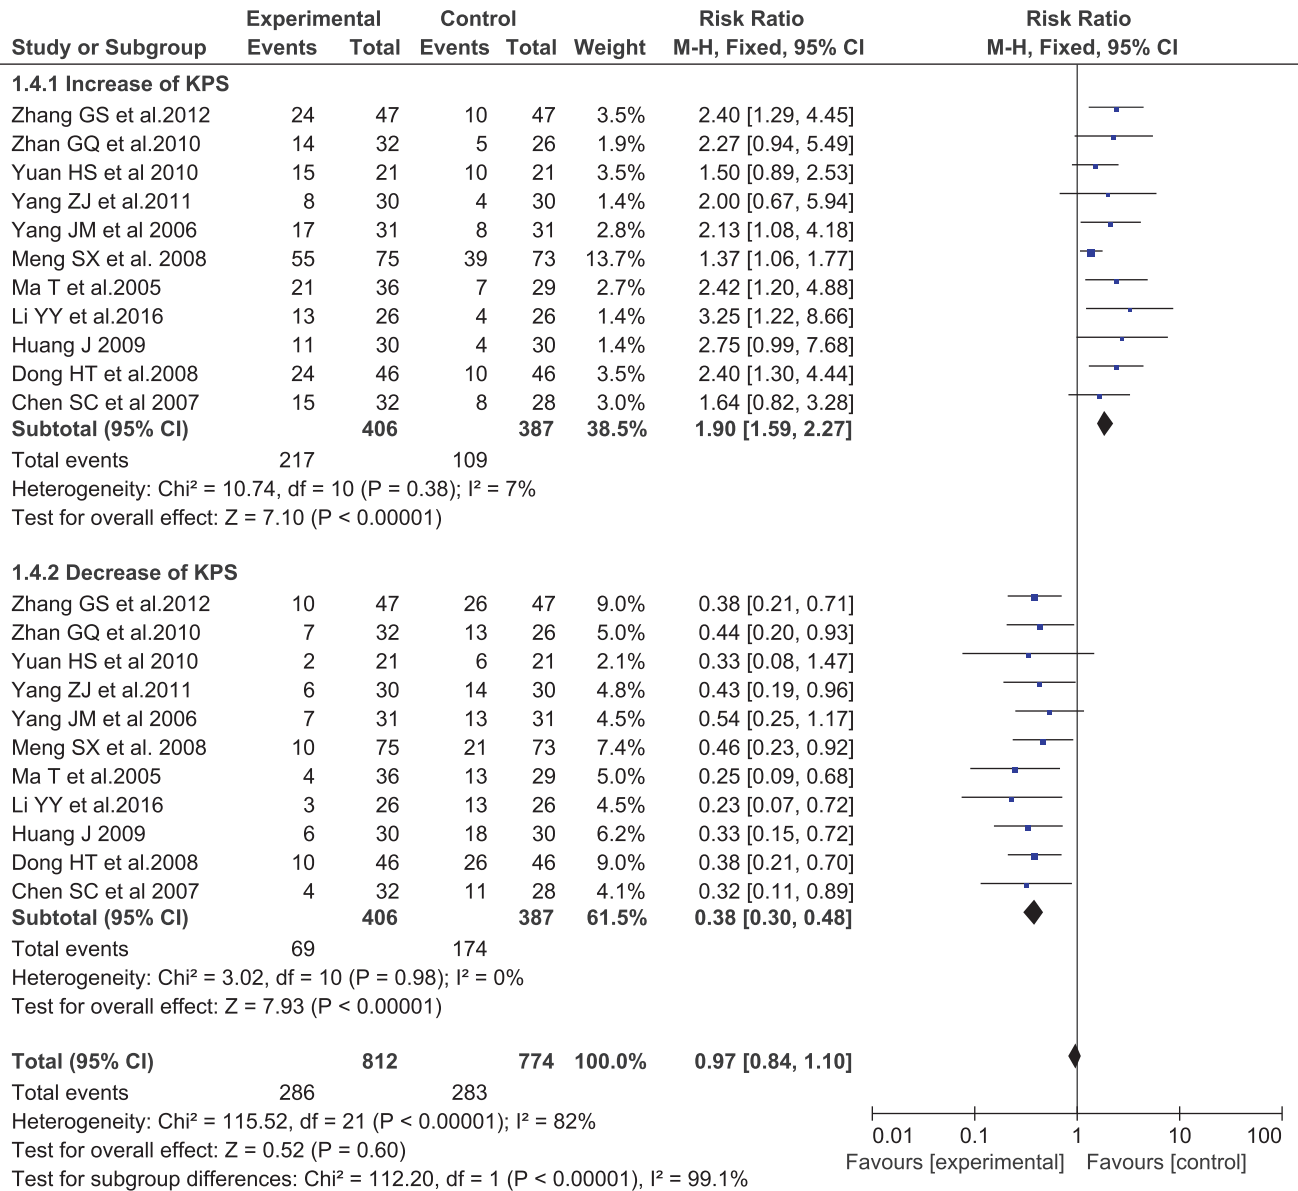 Experimental Control Risk Ratio Risk Ratio
Study or Subgroup Events Total Events Total Weight M-H, Fixed, 95% CI M-H, Fixed, 95% CI
1.4.1 Increase of KPS
Zhang GS et al.2012 24 47 10 47 3.5% 2.40 [1.29, 4.45]
Zhan GQ et al.2010 14 32 5 26 1.9% 2.27 [0.94, 5.49]
Yuan HS et al 2010 15 21 10 21 3.5% 1.50 [0.89, 2.53]
Yang ZJ et al.2011 8 30 4 30 1.4% 2.00 [0.67, 5.94]
Yang JM et al 2006 17 31 8 31 2.8% 2.13 [1.08, 4.18]
Meng SX et al. 2008 55 75 39 73 13.7% 1.37 [1.06, 1.77]
Ma T et al.2005 21 36 7 29 2.7% 2.42 [1.20, 4.88]
Li YY et al.2016 13 26 4 26 1.4% 3.25 [1.22, 8.66]
Huang J 2009 11 30 4 30 1.4% 2.75 [0.99, 7.68]
Dong HT et al.2008 24 46 10 46 3.5% 2.40 [1.30, 4.44]
Chen SC et al 2007 15 32 8 28 3.0% 1.64 [0.82, 3.28]
Subtotal (95% CI) 406 387 38.5% 1.90 [1.59, 2.27]
Total events 217 109
Heterogeneity: Chi² = 10.74, df = 10 (P = 0.38); I² = 7%
Test for overall effect: Z = 7.10 (P < 0.00001)
1.4.2 Decrease of KPS
Zhang GS et al.2012 10 47 26 47 9.0% 0.38 [0.21, 0.71]
Zhan GQ et al.2010 7 32 13 26 5.0% 0.44 [0.20, 0.93]
Yuan HS et al 2010 2 21 6 21 2.1% 0.33 [0.08, 1.47]
Yang ZJ et al.2011 6 30 14 30 4.8% 0.43 [0.19, 0.96]
Yang JM et al 2006 7 31 13 31 4.5% 0.54 [0.25, 1.17]
Meng SX et al. 2008 10 75 21 73 7.4% 0.46 [0.23, 0.92]
Ma T et al.2005 4 36 13 29 5.0% 0.25 [0.09, 0.68]
Li YY et al.2016 3 26 13 26 4.5% 0.23 [0.07, 0.72]
Huang J 2009 6 30 18 30 6.2% 0.33 [0.15, 0.72]
Dong HT et al.2008 10 46 26 46 9.0% 0.38 [0.21, 0.70]
Chen SC et al 2007 4 32 11 28 4.1% 0.32 [0.11, 0.89]
Subtotal (95% CI) 406 387 61.5% 0.38 [0.30, 0.48]
Total events 69 174
Heterogeneity: Chi² = 3.02, df = 10 (P = 0.98); I² = 0%
Test for overall effect: Z = 7.93 (P < 0.00001)
Total (95% CI) 812 774 100.0% 0.97 [0.84, 1.10]
Total events 286 283
Heterogeneity: Chi² = 115.52, df = 21 (P < 0.00001); I² = 82%
Test for overall effect: Z = 0.52 (P = 0.60)
Test for subgroup differences: Chi² = 112.20, df = 1 (P < 0.00001), I² = 99.1%
0.01 0.1 1 10 100
Favours [experimental] Favours [control]